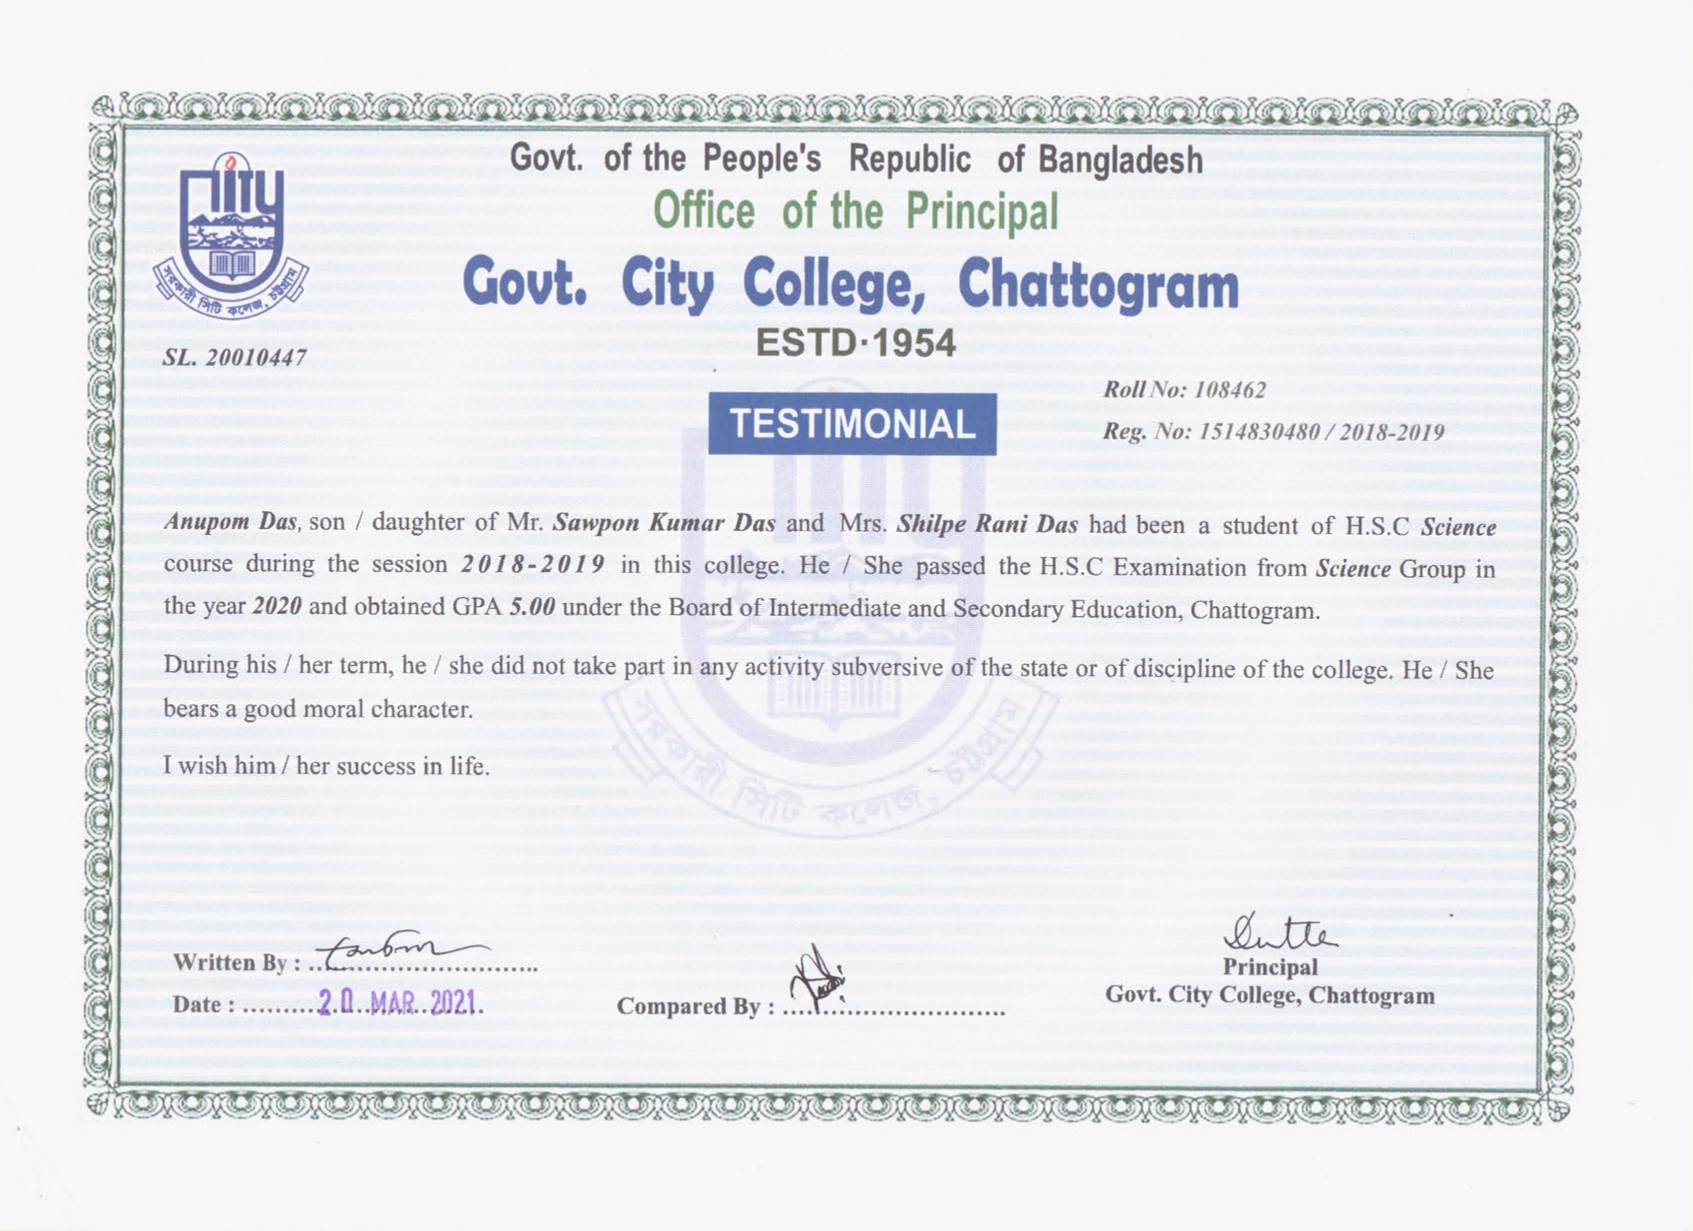 Govt. of the People's Republic of Bangladesh
Office of the Principal
Govt. City College, Chattogram
ESTD·1954
সরকারী সিটি কলেজ, চট্টগ্রাম
SL. 20010447
TESTIMONIAL
Roll No: 108462
Reg. No: 1514830480 / 2018-2019
Anupom Das, son / daughter of Mr. Sawpon Kumar Das and Mrs. Shilpe Rani Das had been a student of H.S.C Science
course during the session 2018-2019 in this college. He / She passed the H.S.C Examination from Science Group in
the year 2020 and obtained GPA 5.00 under the Board of Intermediate and Secondary Education, Chattogram.
During his / her term, he / she did not take part in any activity subversive of the state or of discipline of the college. He / She
bears a good moral character.
I wish him / her success in life.
সরকারী সিটি কলেজ, চট্টগ্রাম
Written By :
Date : 20 MAR 2021
Compared By :
Principal
Govt. City College, Chattogram